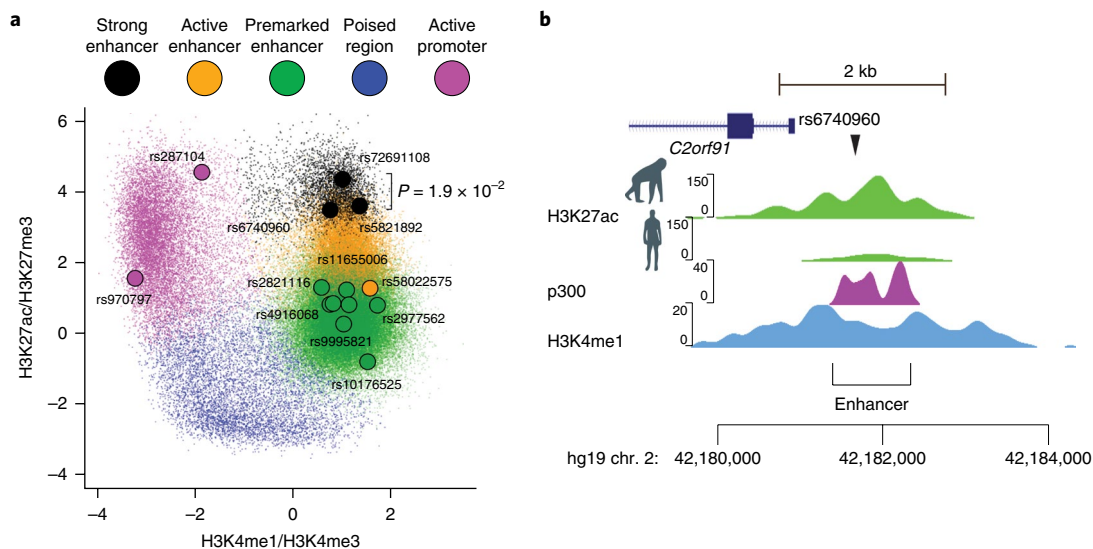 a
Strong
enhancer
Active
enhancer
Premarked
enhancer
Poised
region
Active
promoter
H3K27ac/H3K27me3
6
4
2
0
−2
−4
−4
−2
0
2
H3K4me1/H3K4me3
rs287104
rs72691108
P = 1.9 × 10−2
rs6740960
rs5821892
rs11655006
rs970797
rs2821116
rs58022575
rs4916068
rs2977562
rs9995821
rs10176525
b
2 kb
rs6740960
C2orf91
H3K27ac
150
0
150
0
p300
40
0
H3K4me1
20
0
Enhancer
hg19 chr. 2: 42,180,000 42,182,000 42,184,000